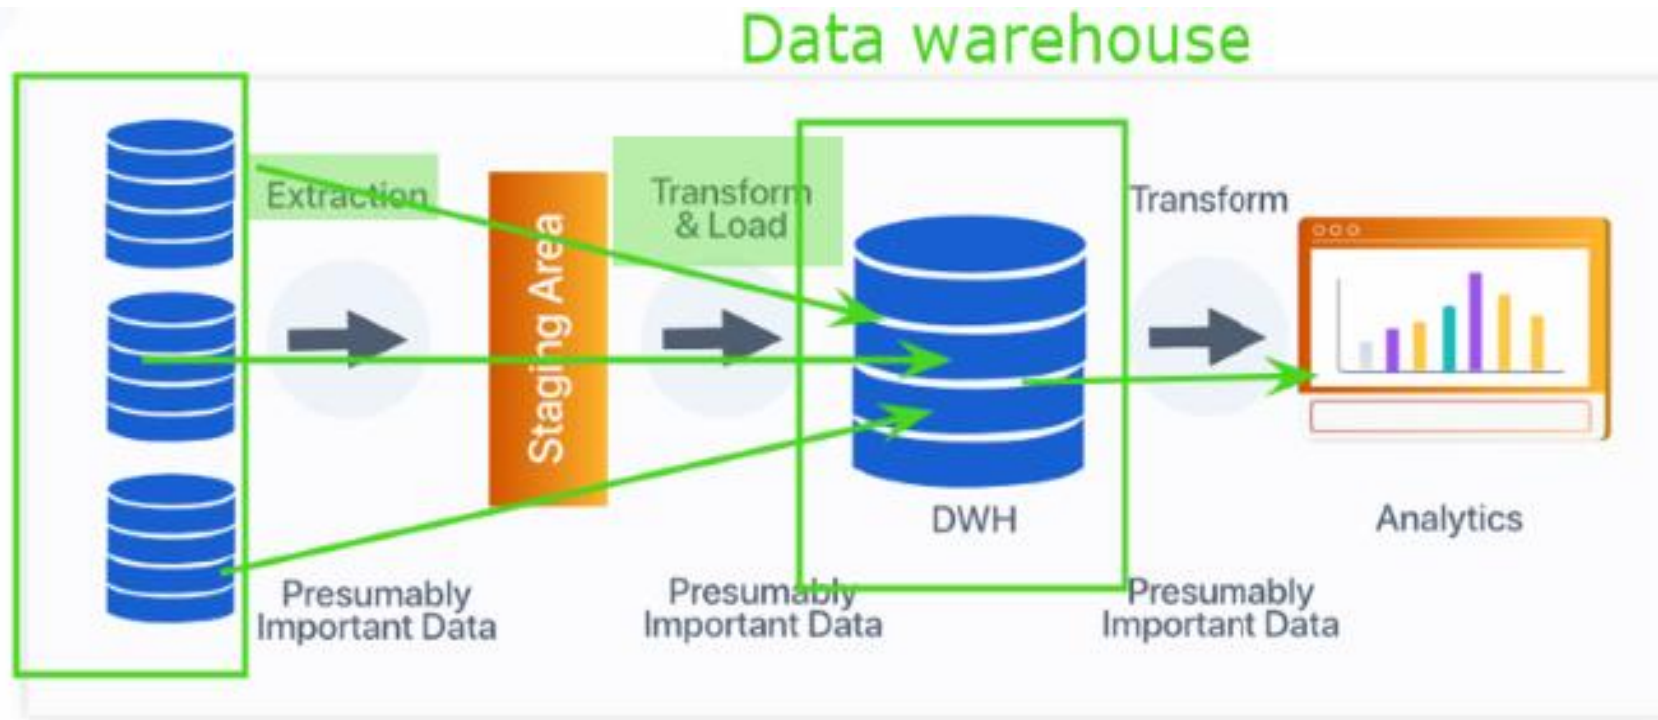 Data warehouse
Extraction
Staging Area
Transform
& Load
Transform
DWH
Analytics
Presumably
Important Data
Presumably
Important Data
Presumably
Important Data